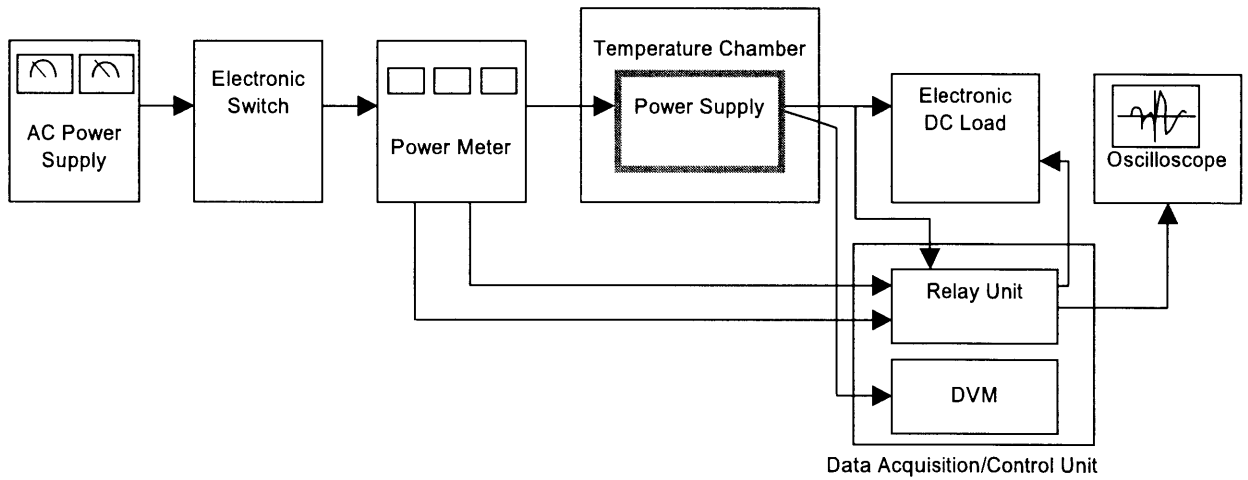 AC Power
Supply
Electronic
Switch
Power Meter
Temperature Chamber
Power Supply
Electronic
DC Load
Oscilloscope
Relay Unit
DVM
Data Acquisition/Control Unit